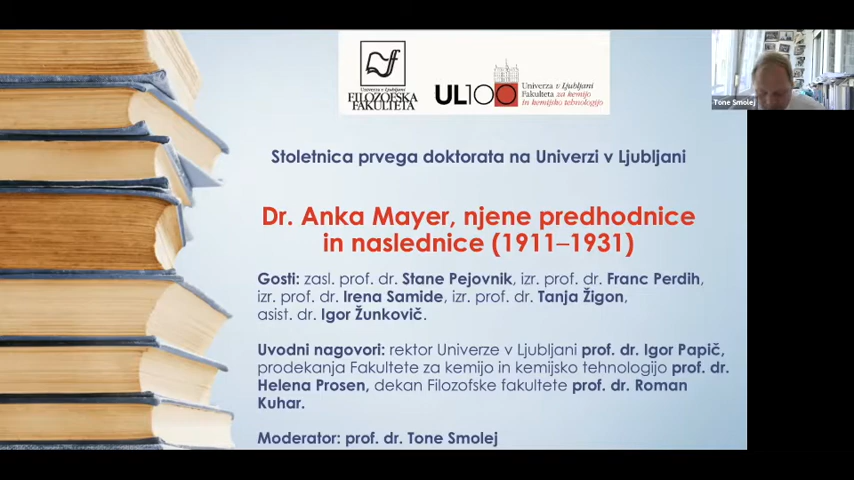 Univerza v Ljubljani
FILOZOFSKA
FAKULTETA
UL100
Univerza v Ljubljani
Fakulteta za kemijo
in kemijsko tehnologijo
Tone Smolej
Stoletnica prvega doktorata na Univerzi v Ljubljani
Dr. Anka Mayer, njene predhodnice
in naslednice (1911–1931)
Gosti: zasl. prof. dr. Stane Pejovnik, izr. prof. dr. Franc Perdih,
izr. prof. dr. Irena Samide, izr. prof. dr. Tanja Žigon,
asist. dr. Igor Žunkovič.
Uvodni nagovori: rektor Univerze v Ljubljani prof. dr. Igor Papič,
prodekanja Fakultete za kemijo in kemijsko tehnologijo prof. dr.
Helena Prosen, dekan Filozofske fakultete prof. dr. Roman
Kuhar.
Moderator: prof. dr. Tone Smolej